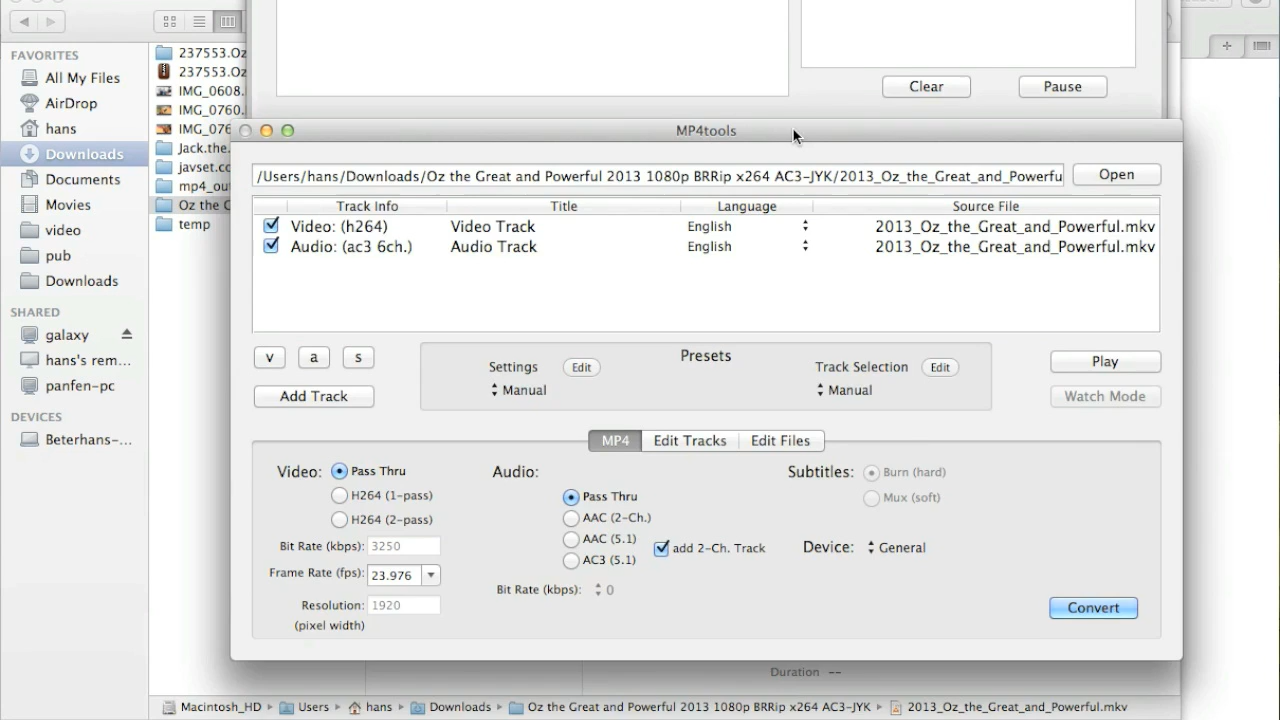 FAVORITES
All My Files
AirDrop
hans
Downloads
Documents
Movies
video
pub
Downloads
SHARED
galaxy
hans's rem...
panfen-pc
DEVICES
Beterhans-...
237553.Oz
237553.Oz
IMG_0608.
IMG_0760.
IMG_076
Jack.the.
javset.co
mp4_ou
Oz the G
temp
Clear
Pause
MP4tools
/Users/hans/Downloads/Oz the Great and Powerful 2013 1080p BRRip x264 AC3-JYK/2013_Oz_the_Great_and_Powerfu
Open
Track Info Title Language Source File
Video: (h264) Video Track English 2013_Oz_the_Great_and_Powerful.mkv
Audio: (ac3 6ch.) Audio Track English 2013_Oz_the_Great_and_Powerful.mkv
v a s
Add Track
Presets
Settings Edit
Manual
Track Selection Edit
Manual
Play
Watch Mode
MP4 Edit Tracks Edit Files
Video: Pass Thru
H264 (1-pass)
H264 (2-pass)
Bit Rate (kbps): 3250
Frame Rate (fps): 23.976
Resolution: 1920
(pixel width)
Audio:
Pass Thru
AAC (2-Ch.)
AAC (5.1)
AC3 (5.1)
add 2-Ch. Track
Bit Rate (kbps): 0
Subtitles: Burn (hard)
Mux (soft)
Device: General
Convert
Duration --
Macintosh_HD Users hans Downloads Oz the Great and Powerful 2013 1080p BRRip x264 AC3-JYK 2013_Oz_the_Great_and_Powerful.mkv